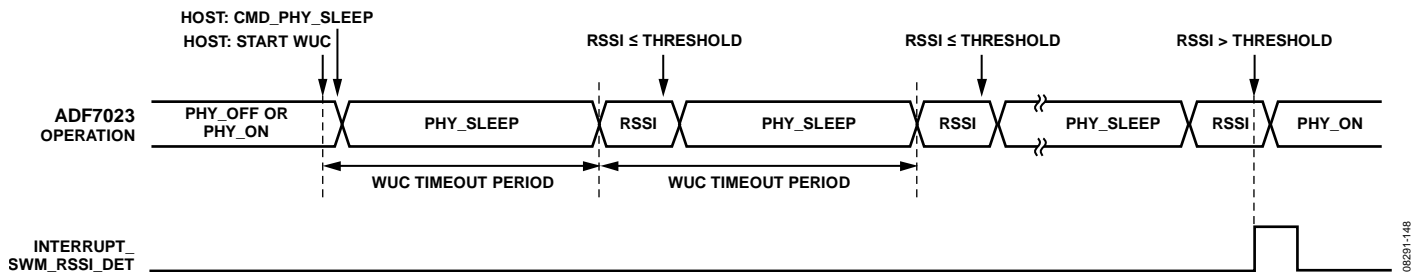 HOST: CMD_PHY_SLEEP
HOST: START WUC
RSSI ≤ THRESHOLD
RSSI ≤ THRESHOLD
RSSI > THRESHOLD
ADF7023
OPERATION
PHY_OFF OR
PHY_ON
PHY_SLEEP
RSSI
PHY_SLEEP
RSSI
PHY_SLEEP
RSSI
PHY_ON
WUC TIMEOUT PERIOD
WUC TIMEOUT PERIOD
INTERRUPT_
SWM_RSSI_DET
08291-148